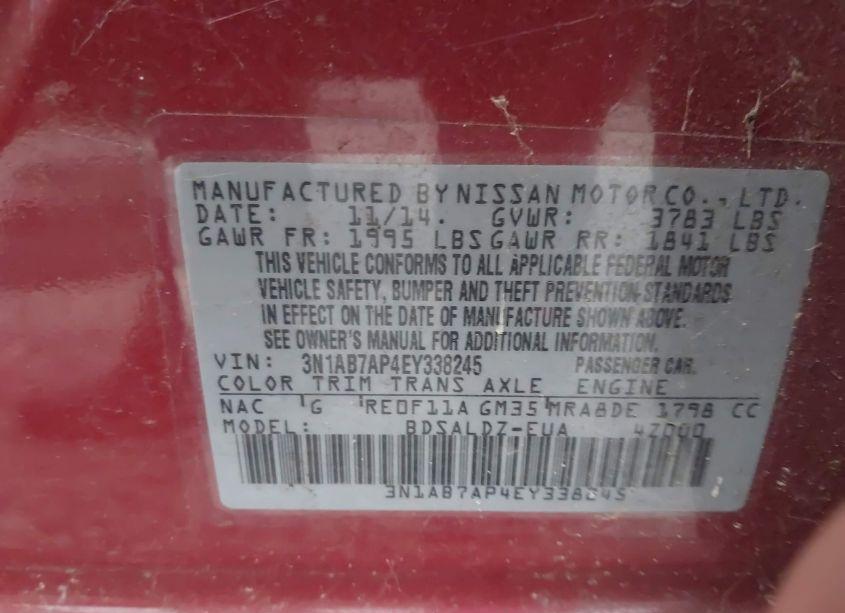 MANUFACTURED BY NISSAN MOTOR CO., LTD.
DATE: 11/14. GVWR: 3783 LBS
GAWR FR: 1995 LBS GAWR RR: 1841 LBS
THIS VEHICLE CONFORMS TO ALL APPLICABLE FEDERAL MOTOR
VEHICLE SAFETY, BUMPER AND THEFT PREVENTION STANDARDS
IN EFFECT ON THE DATE OF MANUFACTURE SHOWN ABOVE.
SEE OWNER'S MANUAL FOR ADDITIONAL INFORMATION.
VIN: 3N1AB7AP4EY338245 PASSENGER CAR.
COLOR TRIM TRANS AXLE ENGINE
NAC G RE0F11A GM35 MRA8DE 1798 CC
MODEL: BDSALDZ-EUA
3N1AB7AP4EY338245